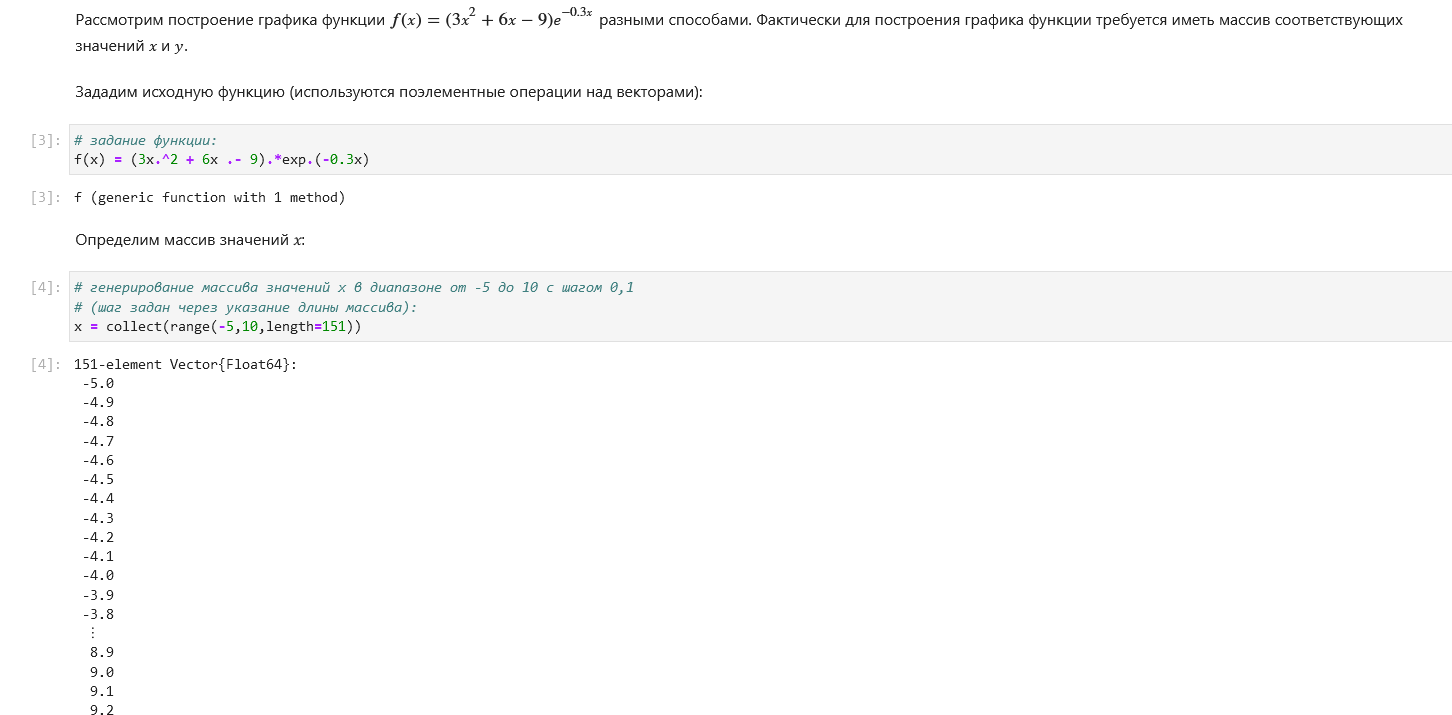 Рассмотрим построение графика функции f(x) = (3x² + 6x − 9)e^{−0.3x} разными способами. Фактически для построения графика функции требуется иметь массив соответствующих
значений x и y.
Зададим исходную функцию (используются поэлементные операции над векторами):
[3]: # задание функции:
f(x) = (3x.^2 + 6x .- 9).*exp.(-0.3x)
[3]: f (generic function with 1 method)
Определим массив значений x:
[4]: # генерирование массива значений x в диапазоне от -5 до 10 с шагом 0,1
# (шаг задан через указание длины массива):
x = collect(range(-5,10,length=151))
[4]: 151-element Vector{Float64}:
-5.0
-4.9
-4.8
-4.7
-4.6
-4.5
-4.4
-4.3
-4.2
-4.1
-4.0
-3.9
-3.8
⋮
8.9
9.0
9.1
9.2